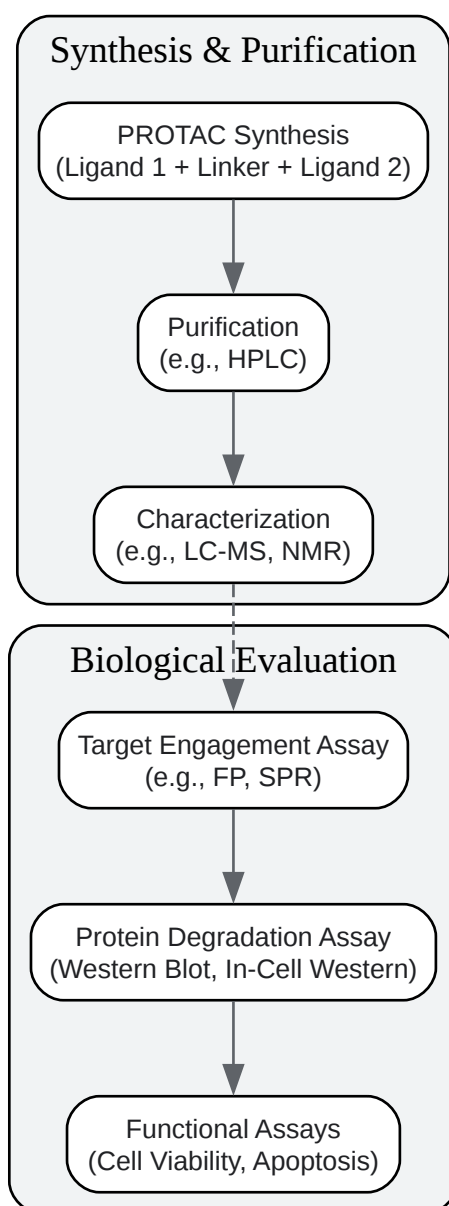 Synthesis & Purification
PROTAC Synthesis
(Ligand 1 + Linker + Ligand 2)
Purification
(e.g., HPLC)
Characterization
(e.g., LC-MS, NMR)
Biological Evaluation
Target Engagement Assay
(e.g., FP, SPR)
Protein Degradation Assay
(Western Blot, In-Cell Western)
Functional Assays
(Cell Viability, Apoptosis)